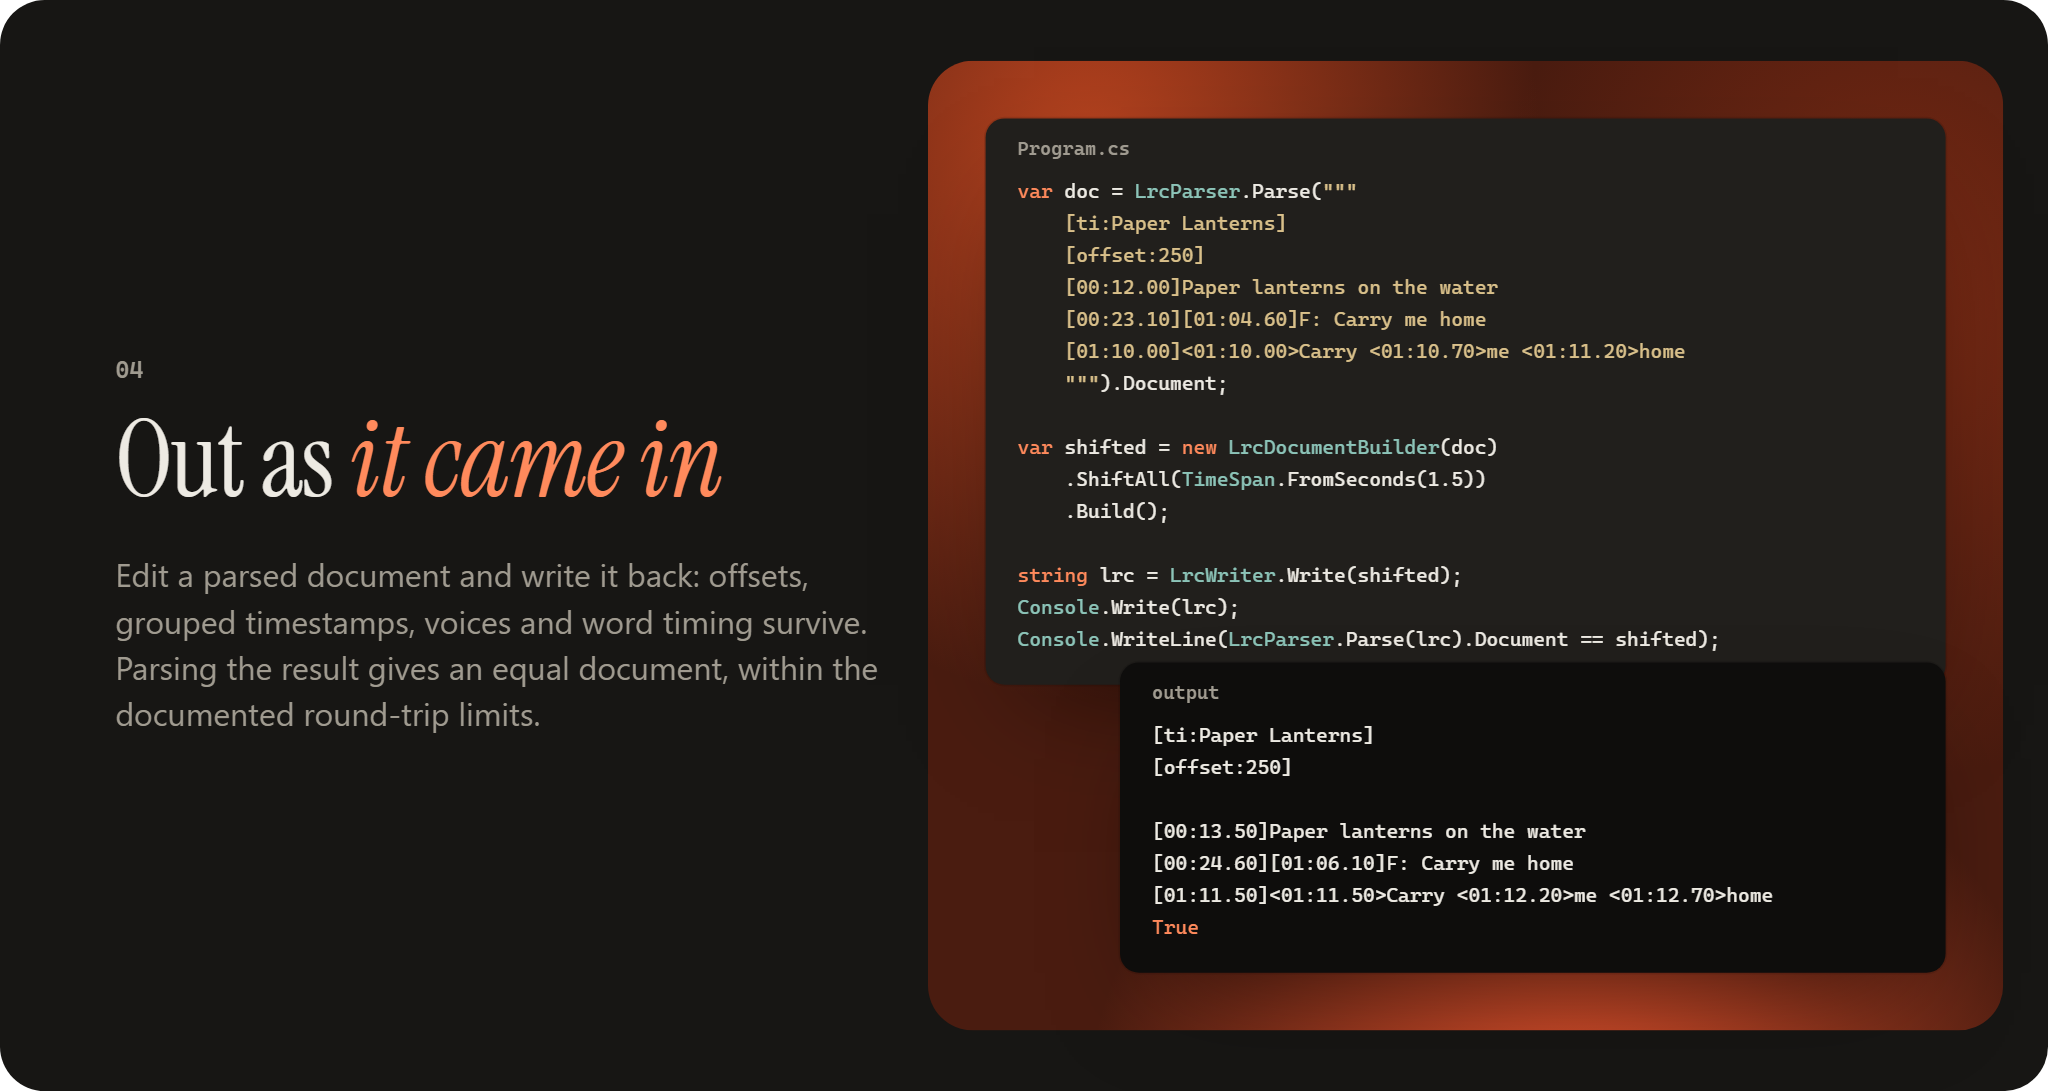 04
Out as it came in
Edit a parsed document and write it back: offsets,
grouped timestamps, voices and word timing survive.
Parsing the result gives an equal document, within the
documented round-trip limits.
Program.cs
var doc = LrcParser.Parse("""
    [ti:Paper Lanterns]
    [offset:250]
    [00:12.00]Paper lanterns on the water
    [00:23.10][01:04.60]F: Carry me home
    [01:10.00]<01:10.00>Carry <01:10.70>me <01:11.20>home
    """).Document;
var shifted = new LrcDocumentBuilder(doc)
    .ShiftAll(TimeSpan.FromSeconds(1.5))
    .Build();
string lrc = LrcWriter.Write(shifted);
Console.Write(lrc);
Console.WriteLine(LrcParser.Parse(lrc).Document == shifted);
output
[ti:Paper Lanterns]
[offset:250]
[00:13.50]Paper lanterns on the water
[00:24.60][01:06.10]F: Carry me home
[01:11.50]<01:11.50>Carry <01:12.20>me <01:12.70>home
True